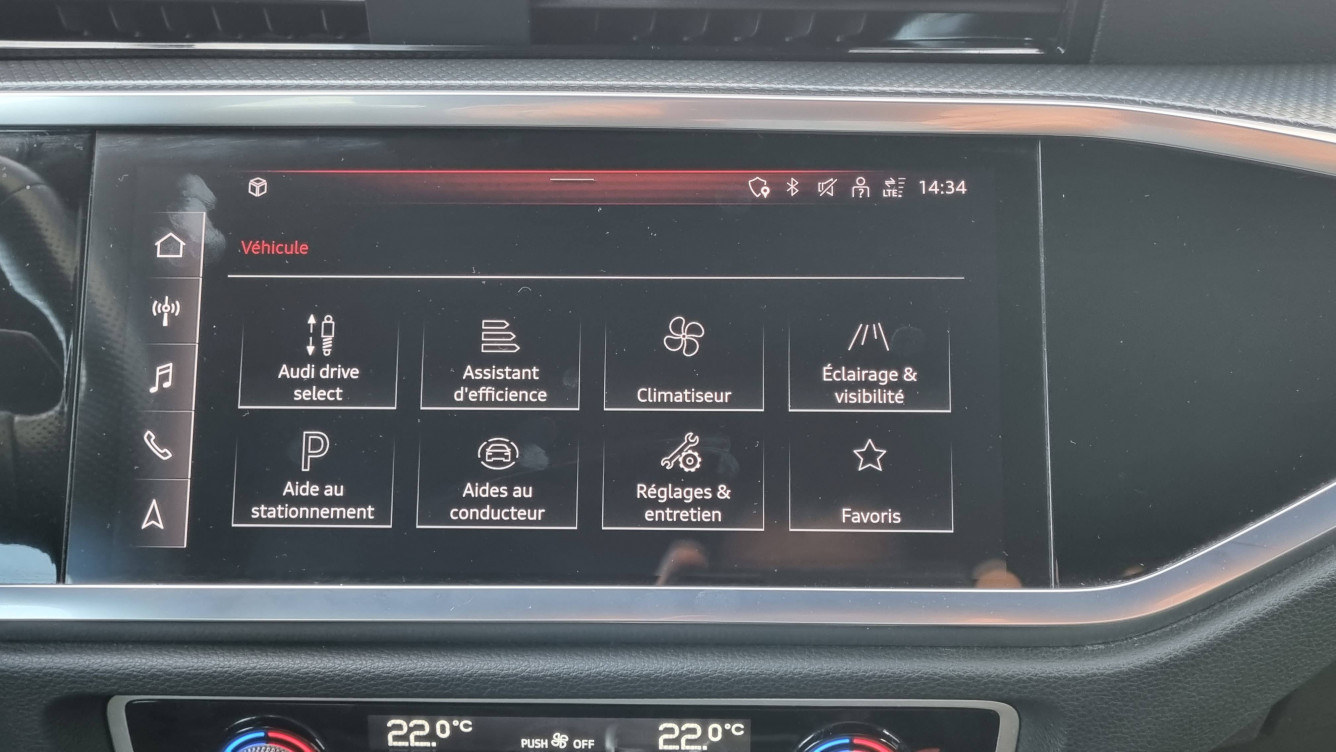 LTE 14:34
Véhicule
Audi drive
select
Assistant
d'efficience
Climatiseur
Éclairage &
visibilité
P
Aide au
stationnement
Aides au
conducteur
Réglages &
entretien
Favoris
22.0°C
PUSH OFF
22.0°C